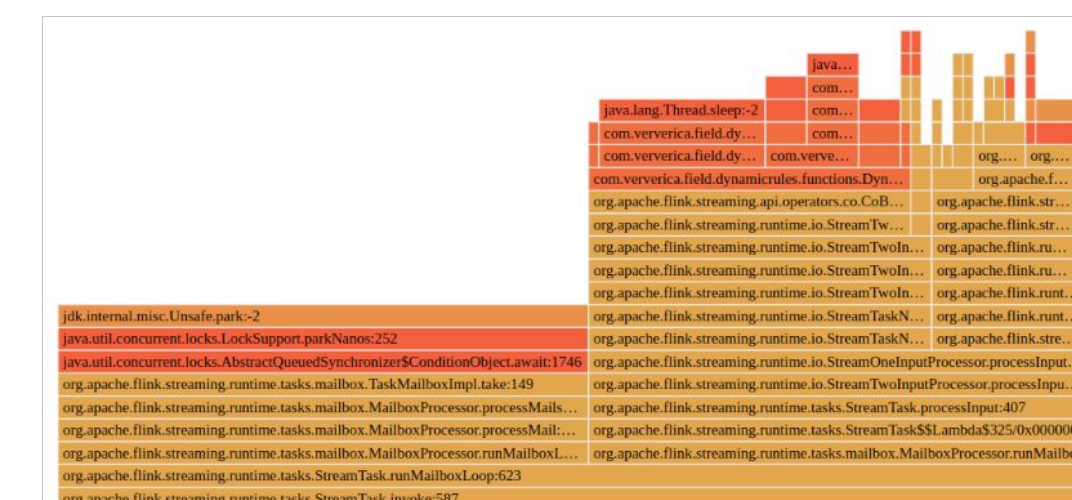 java...
com...
java.lang.Thread.sleep:-2 com...
com.ververica.field.dy... com...
com.ververica.field.dy... com.verve... org.... org....
com.ververica.field.dynamicrules.functions.Dyn... org.apache.f...
org.apache.flink.streaming.api.operators.co.CoB... org.apache.flink.str...
org.apache.flink.streaming.runtime.io.StreamTw... org.apache.flink.str...
org.apache.flink.streaming.runtime.io.StreamTwoIn... org.apache.flink.ru...
org.apache.flink.streaming.runtime.io.StreamTwoIn... org.apache.flink.ru...
org.apache.flink.streaming.runtime.io.StreamTwoIn... org.apache.flink.runt..
jdk.internal.misc.Unsafe.park:-2 org.apache.flink.streaming.runtime.io.StreamTaskN... org.apache.flink.runt..
java.util.concurrent.locks.LockSupport.parkNanos:252 org.apache.flink.streaming.runtime.io.StreamTaskN... org.apache.flink.stre...
java.util.concurrent.locks.AbstractQueuedSynchronizer$ConditionObject.await:1746 org.apache.flink.streaming.runtime.io.StreamOneInputProcessor.processInput.
org.apache.flink.streaming.runtime.tasks.mailbox.TaskMailboxImpl.take:149 org.apache.flink.streaming.runtime.io.StreamTwoInputProcessor.processInpu..
org.apache.flink.streaming.runtime.tasks.mailbox.MailboxProcessor.processMails... org.apache.flink.streaming.runtime.tasks.StreamTask.processInput:407
org.apache.flink.streaming.runtime.tasks.mailbox.MailboxProcessor.processMail:... org.apache.flink.streaming.runtime.tasks.StreamTask$$Lambda$325/0x000000
org.apache.flink.streaming.runtime.tasks.mailbox.MailboxProcessor.runMailboxL... org.apache.flink.streaming.runtime.tasks.mailbox.MailboxProcessor.runMailbo
org.apache.flink.streaming.runtime.tasks.StreamTask.runMailboxLoop:623
org.apache.flink.streaming.runtime.tasks.StreamTask.invoke:587